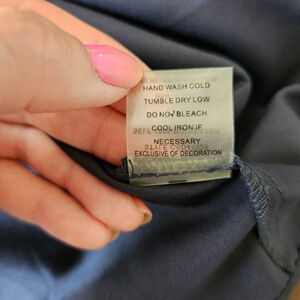 HAND WASH COLD
TUMBLE DRY LOW
DO NOT BLEACH
COOL IRON IF
NECESSARY
EXCLUSIVE OF DECORATION